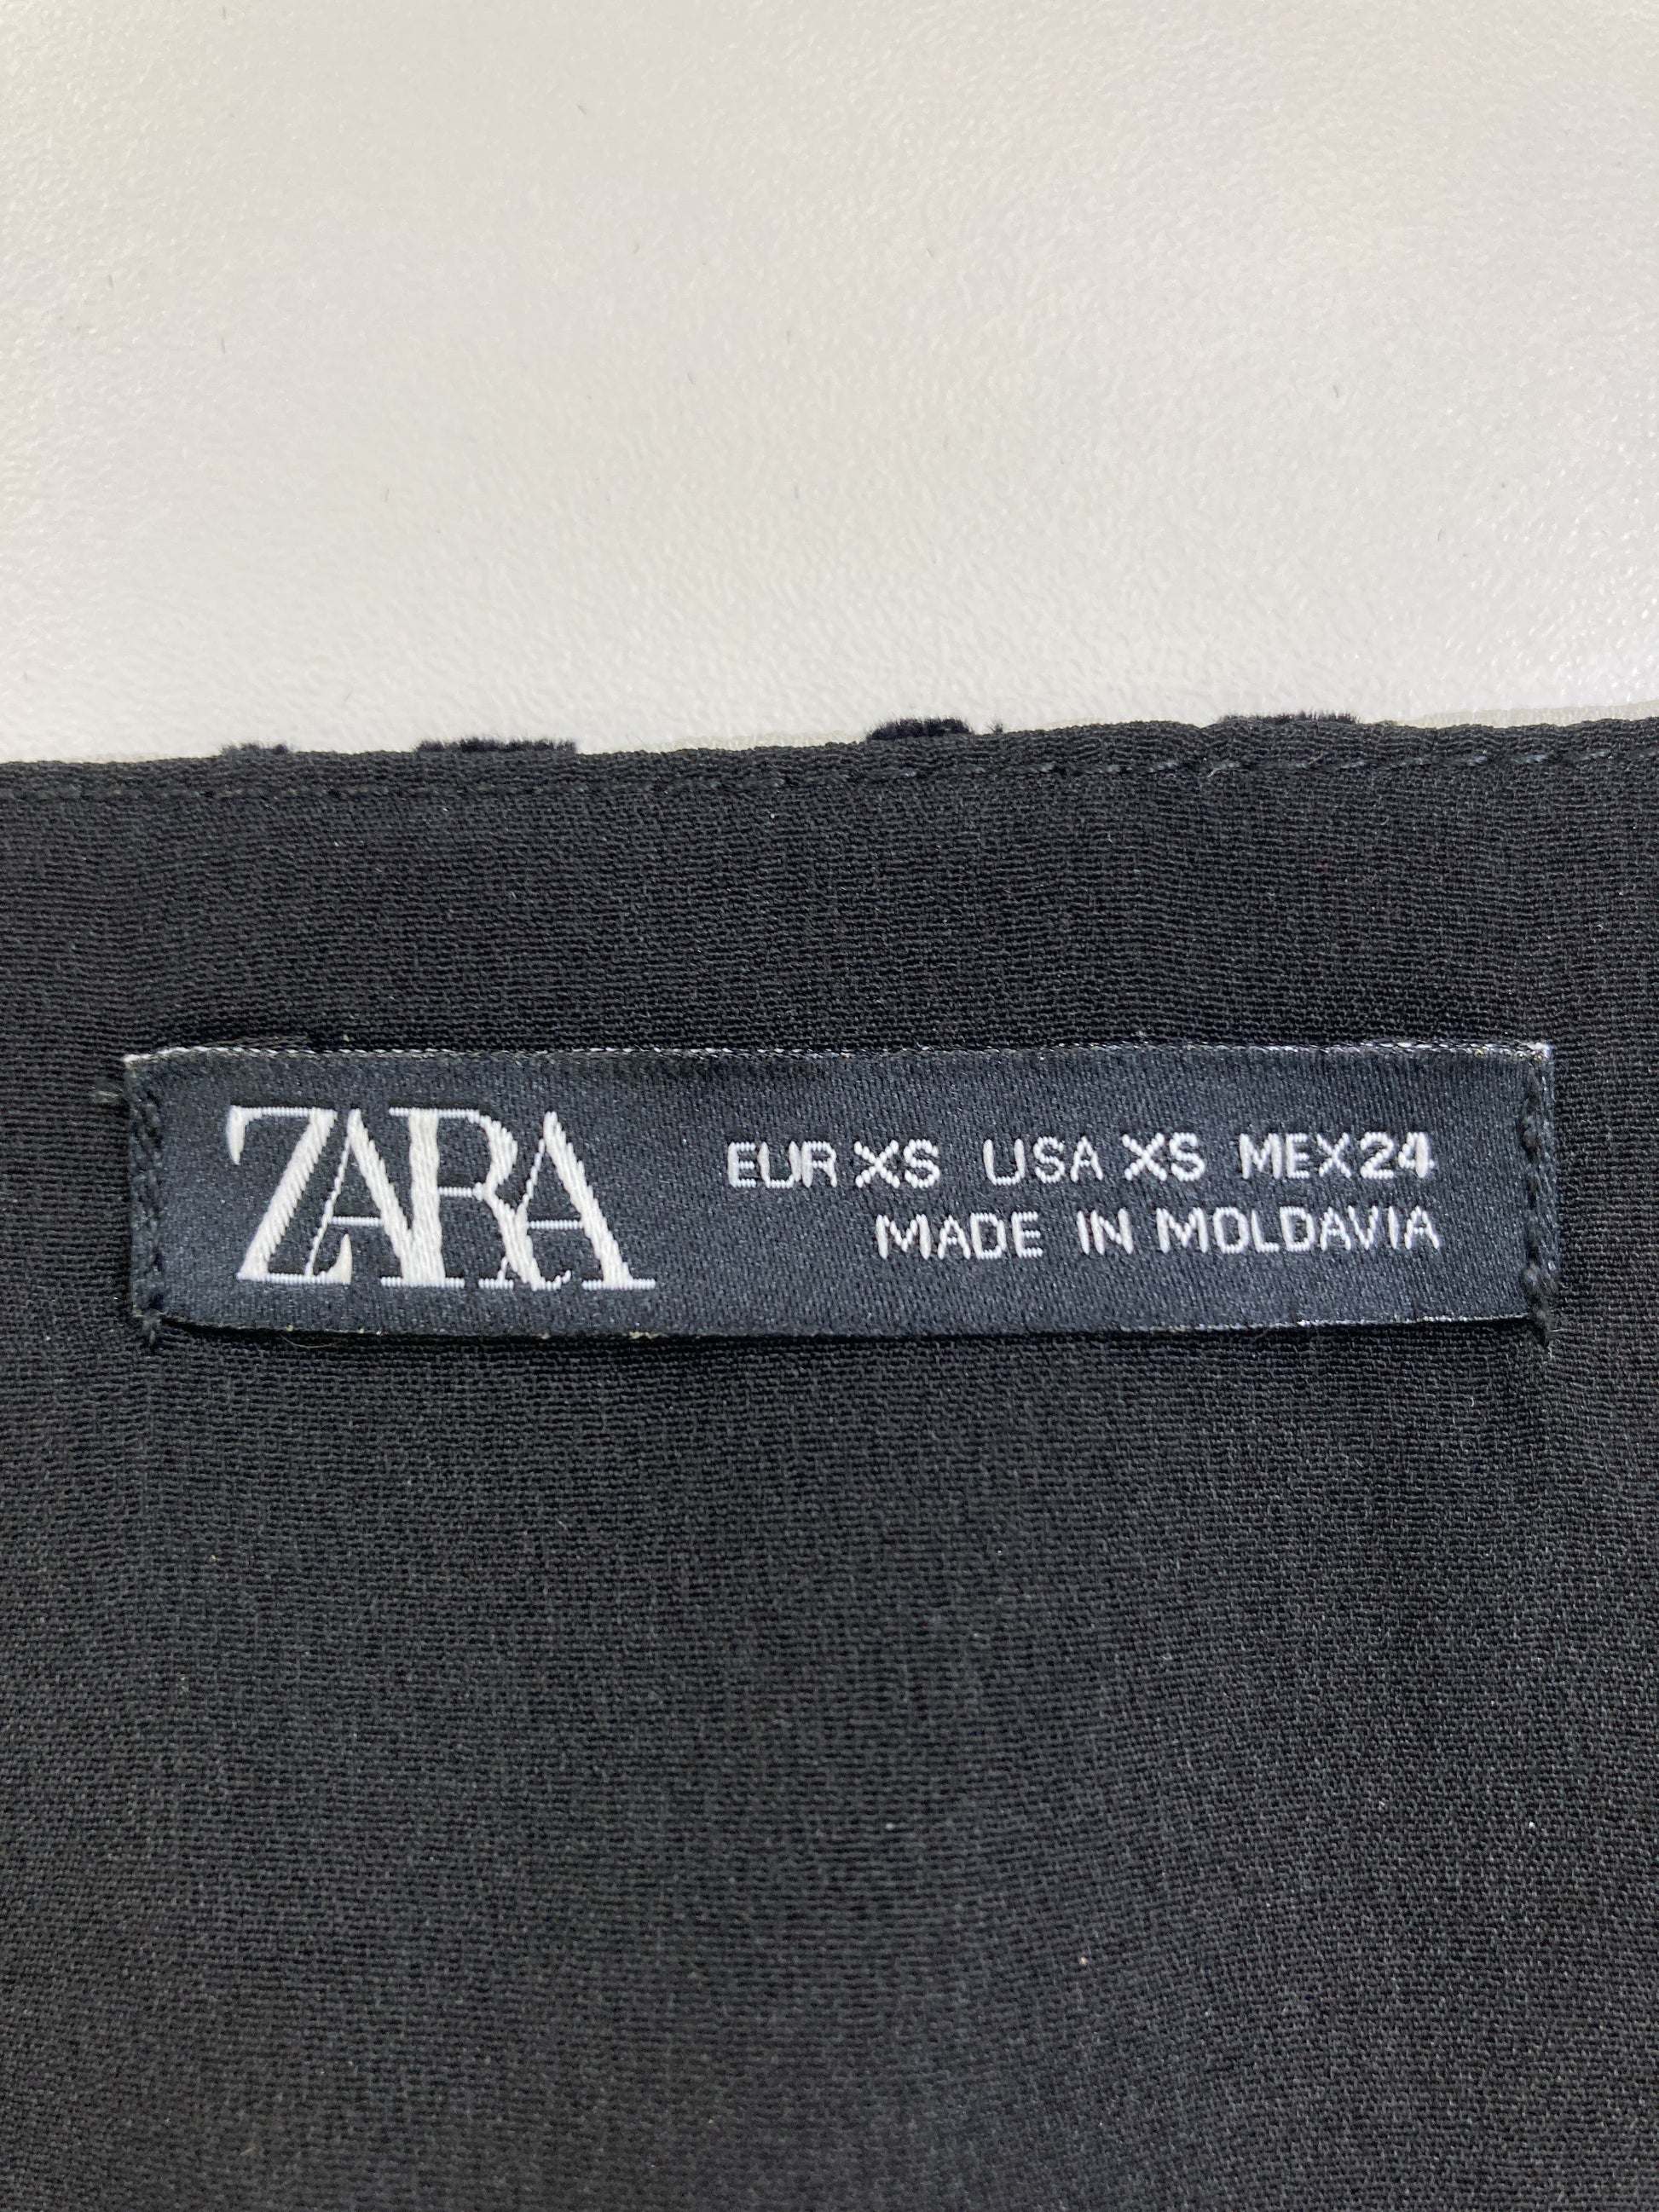 ZARA
EUR XS USA XS MEX 24
MADE IN MOLDAVIA